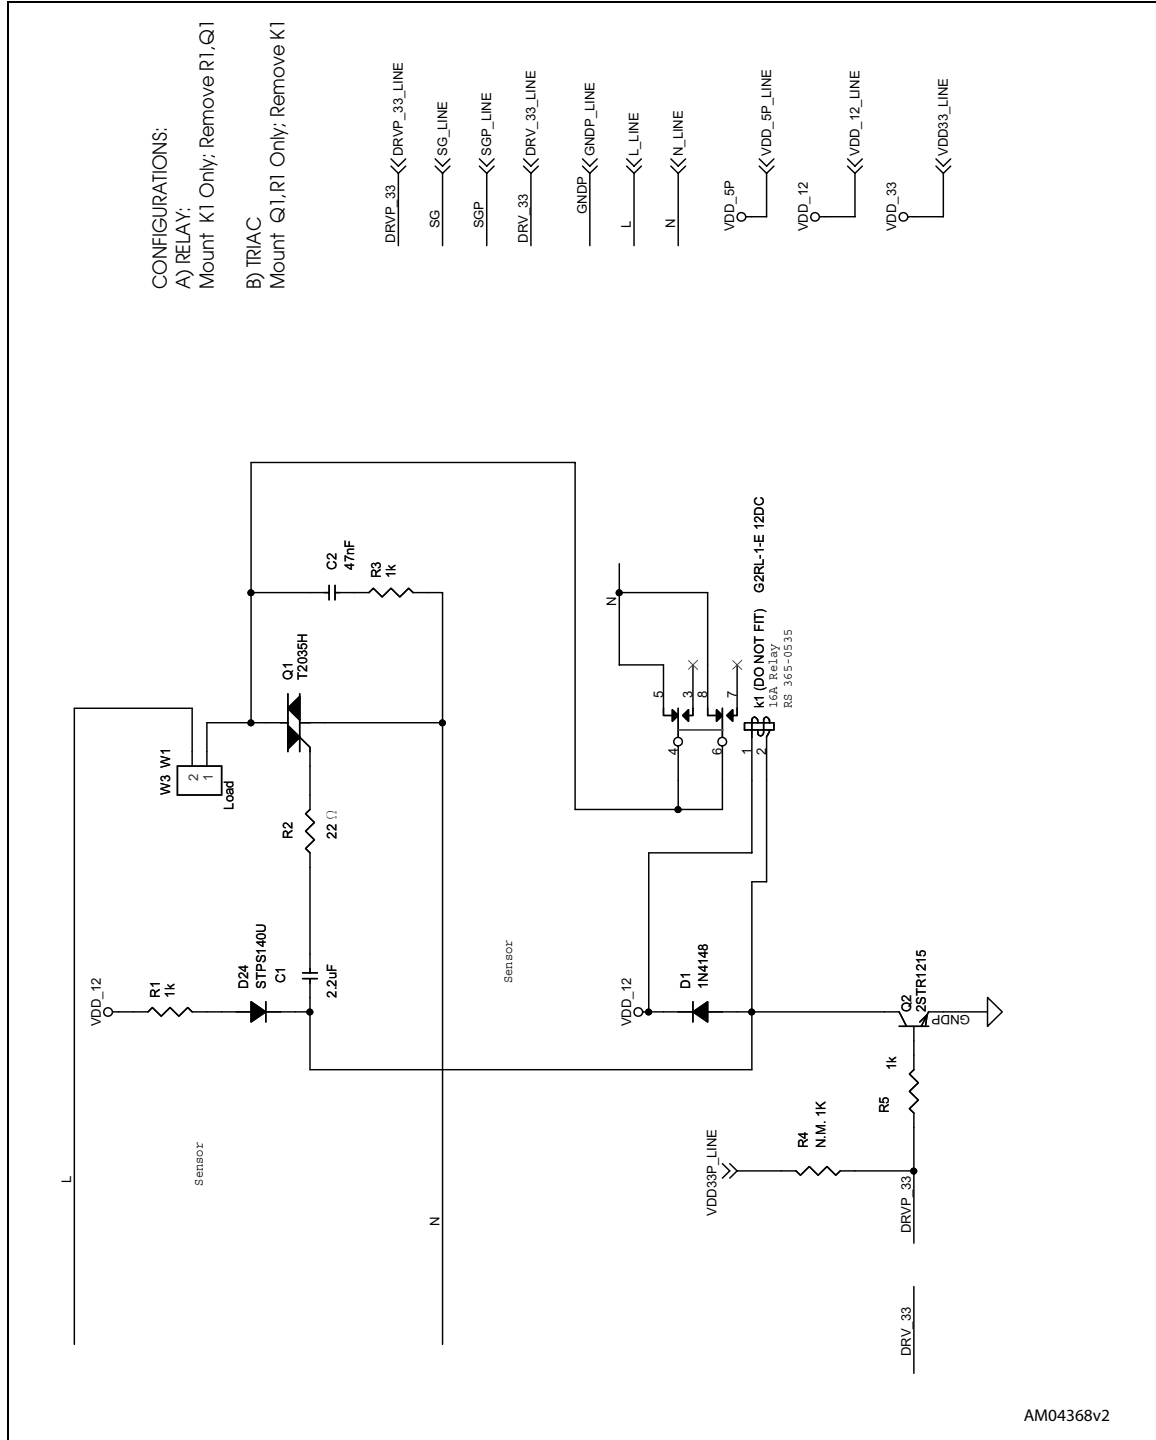 CONFIGURATIONS:
A) RELAY:
Mount K1 Only; Remove R1,Q1
B) TRIAC
Mount Q1,R1 Only; Remove K1
DRVP_33
DRVP_33_LINE
SG
SG_LINE
SGP
SGP_LINE
DRV_33
DRV_33_LINE
GNDP
GNDP_LINE
L
L_LINE
N
N_LINE
VDD_5P
VDD_5P_LINE
VDD_12
VDD_12_LINE
VDD_33
VDD33_LINE
L
Sensor
VDD_12
R1
1k
D24
STPS140U
C1
2.2uF
R2
22 Ω
W3 W1
2
1
Load
Q1
T2035H
C2
47nF
R3
1k
N
Sensor
N
5
3
8
7
4
6
1
2
k1 (DO NOT FIT) G2RL-1-E 12DC
16A Relay
RS 365-0535
VDD_12
D1
1N4148
Q2
2STR1215
GNDP
R5
1k
R4
N.M. 1K
VDD33P_LINE
DRVP_33
DRV_33
AM04368v2